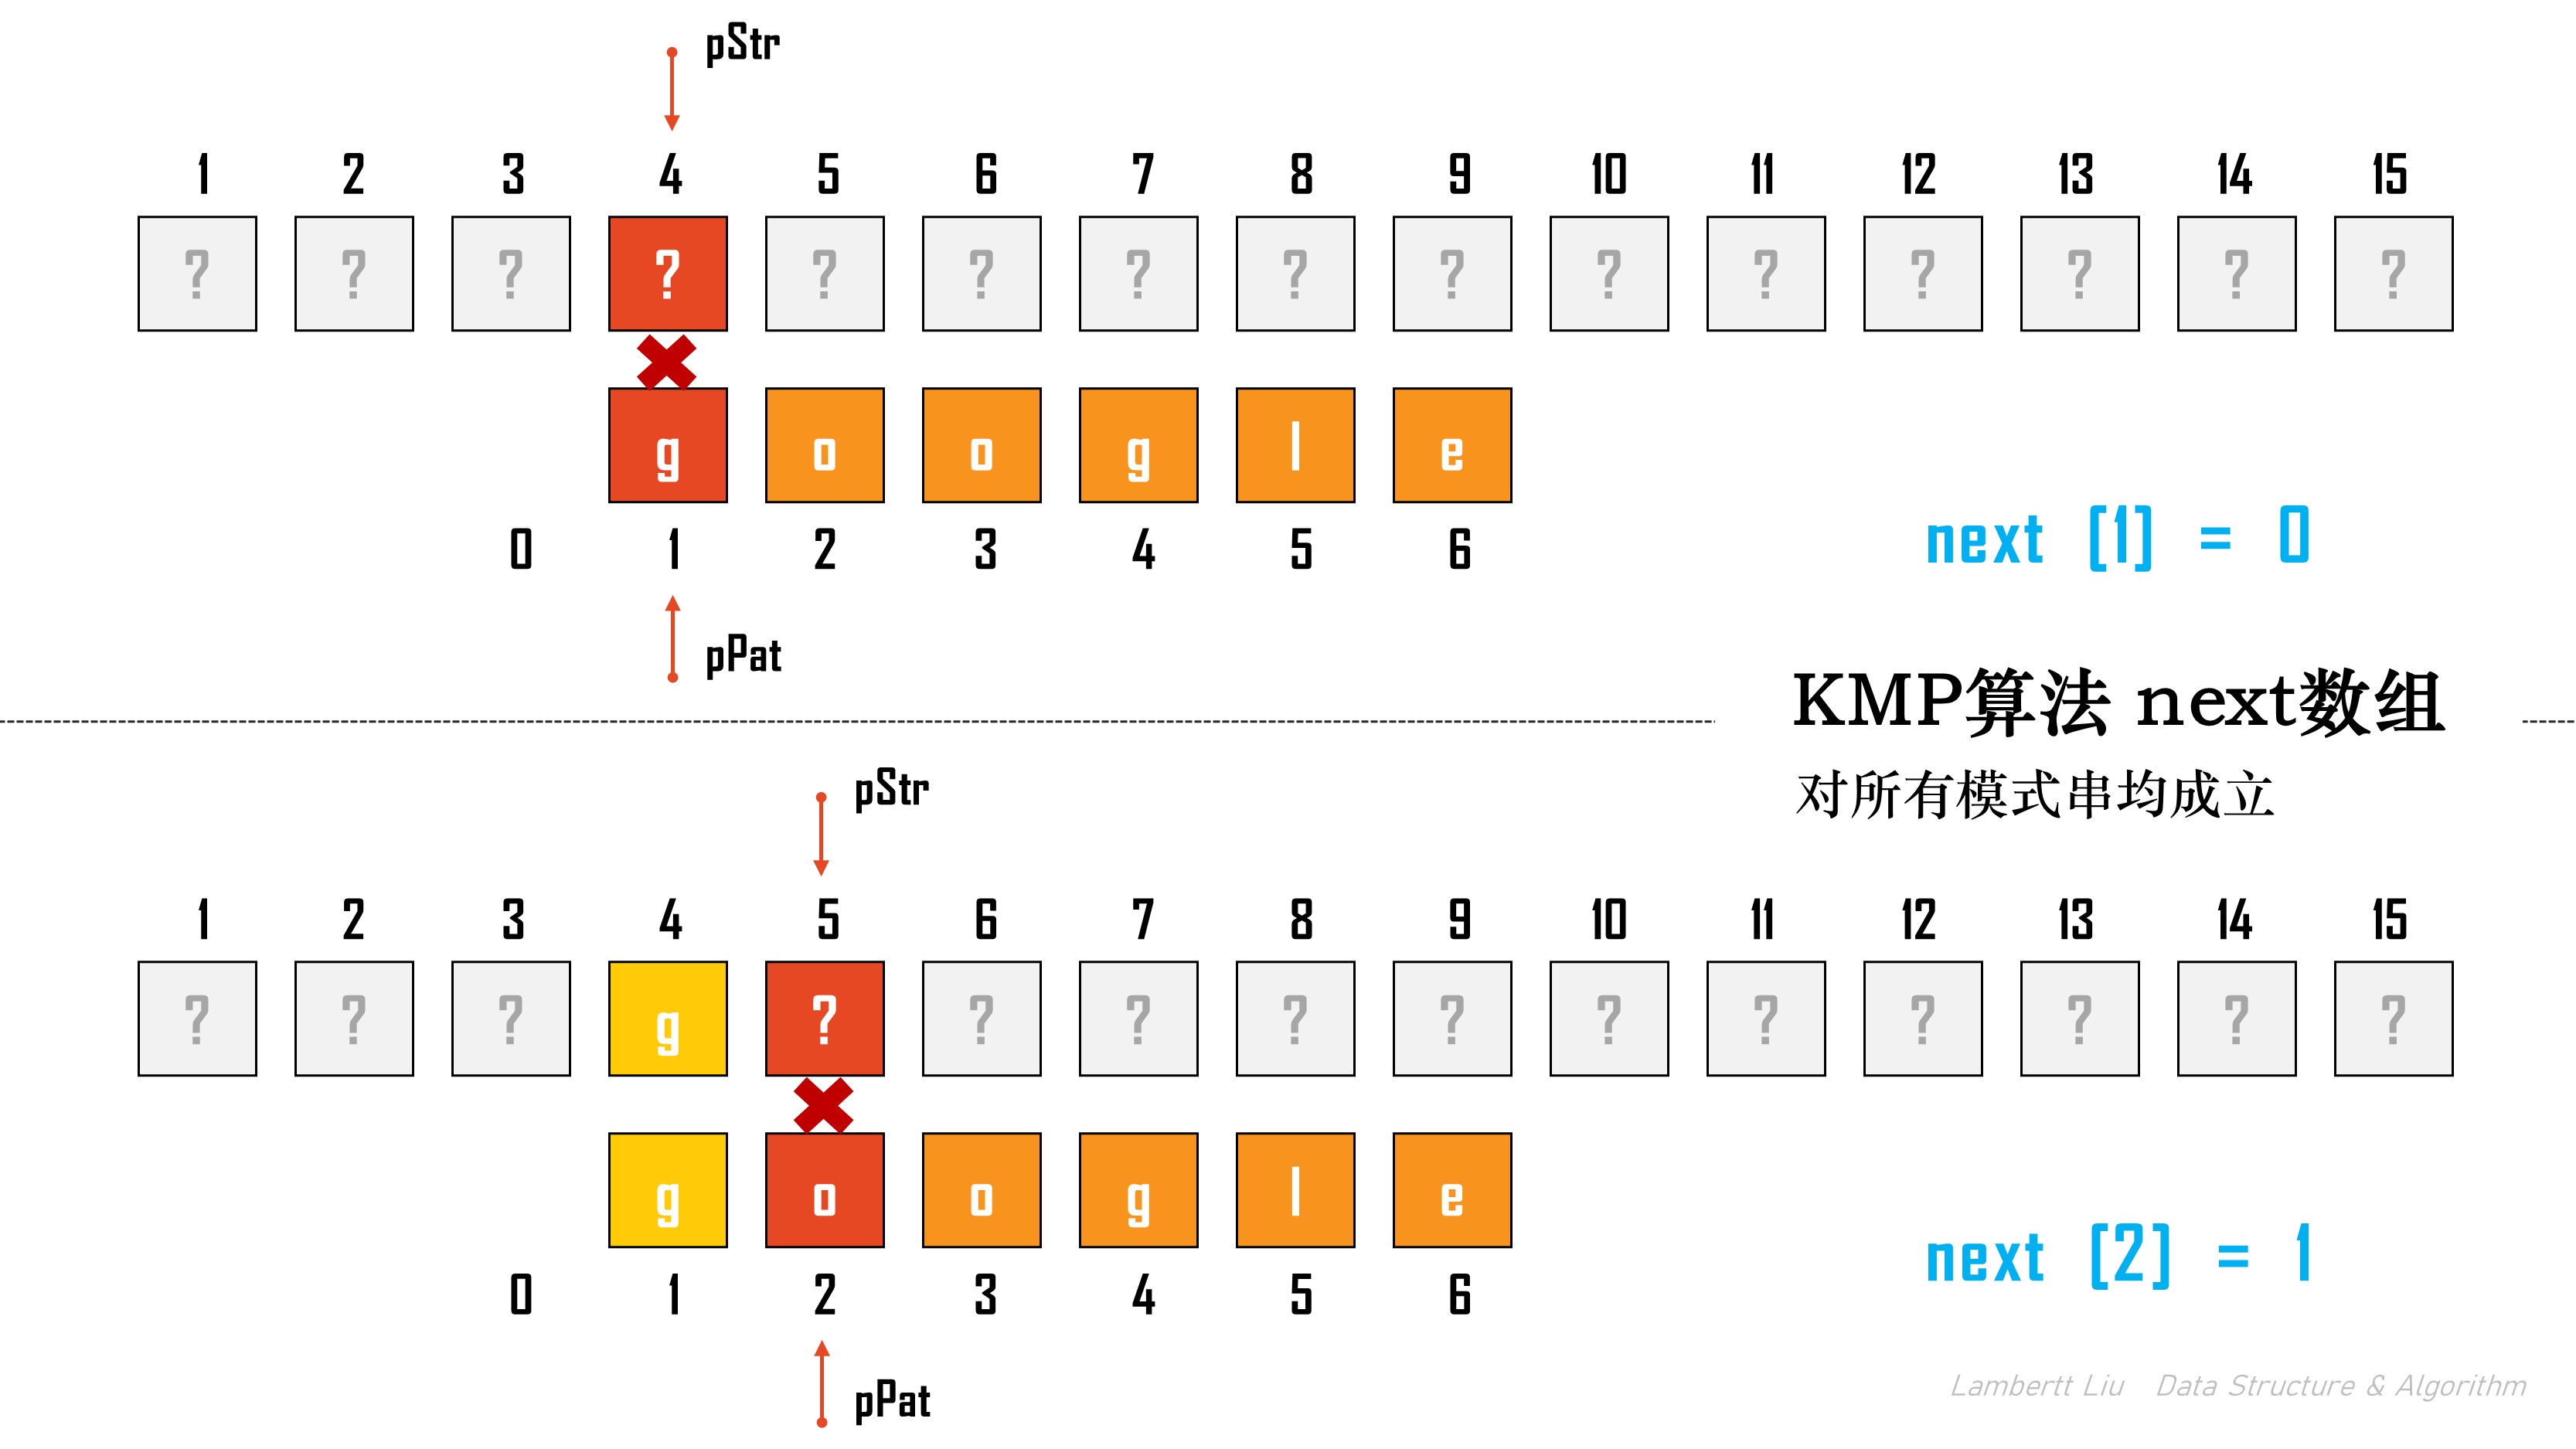 pStr
1 2 3 4 5 6 7 8 9 10 11 12 13 14 15
? ? ? ? ? ? ? ? ? ? ? ? ? ? ?
g o o g l e
0 1 2 3 4 5 6
next [1] = 0
pPat
KMP算法 next数组
对所有模式串均成立
pStr
1 2 3 4 5 6 7 8 9 10 11 12 13 14 15
? ? ? g ? ? ? ? ? ? ? ? ? ? ?
g o o g l e
next [2] = 1
0 1 2 3 4 5 6
pPat
Lambertt Liu Data Structure & Algorithm